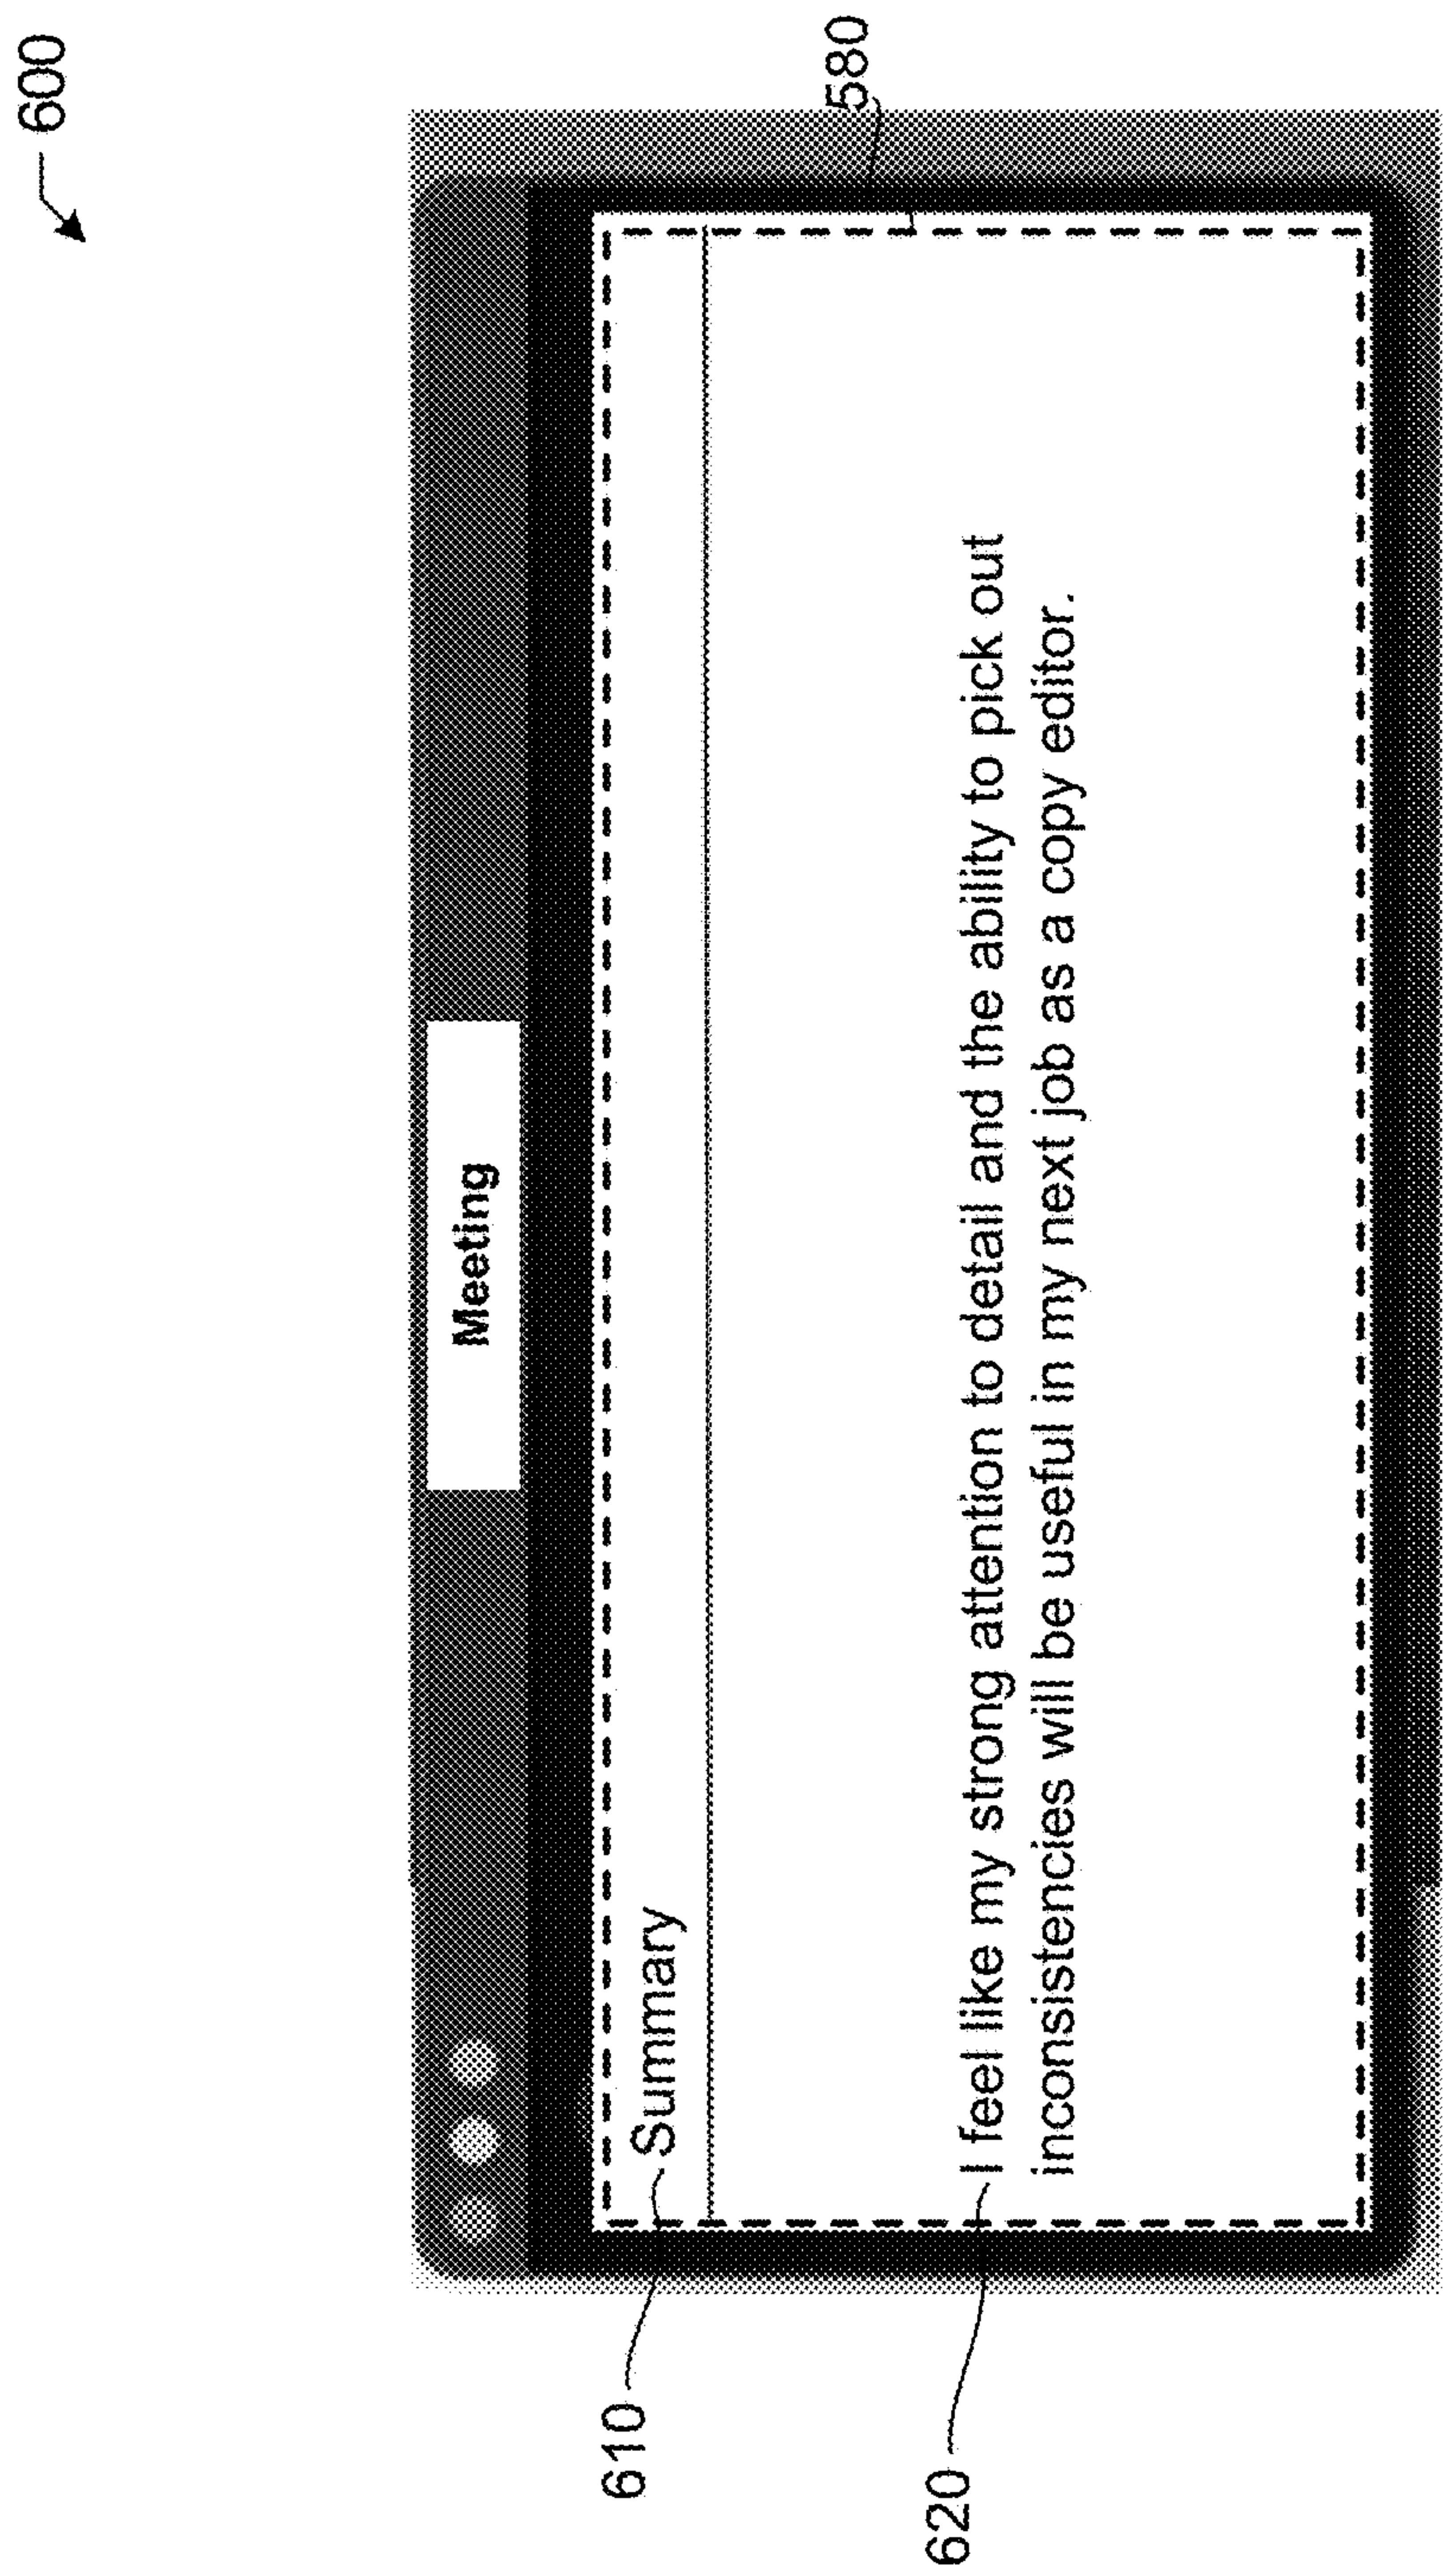 600
Meeting
610
Summary
580
620
I feel like my strong attention to detail and the ability to pick out
inconsistencies will be useful in my next job as a copy editor.